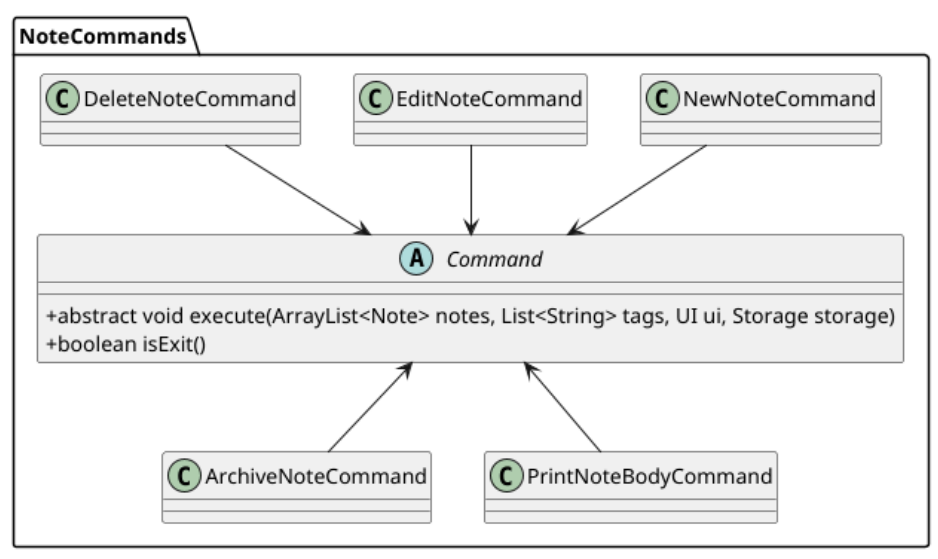 NoteCommands
C DeleteNoteCommand
C EditNoteCommand
C NewNoteCommand
A Command
+abstract void execute(ArrayList<Note> notes, List<String> tags, UI ui, Storage storage)
+boolean isExit()
C ArchiveNoteCommand
C PrintNoteBodyCommand